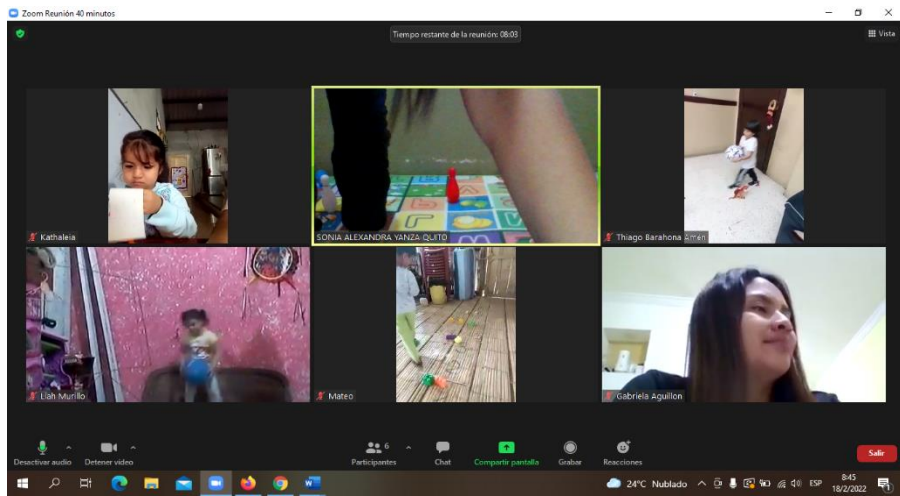 Zoom Reunión 40 minutos
Tiempo restante de la reunión: 08:03
Vista
Kathaleia
SONIA ALEXANDRA YANZA QUITO
Thiago Barahona Amén
Liah Murillo
Mateo
Gabriela Aguillon
Desactivar audio
Detener video
6
Participantes
Chat
Compartir pantalla
Grabar
Reacciones
Salir
24°C Nublado
ESP
8:45
18/2/2022